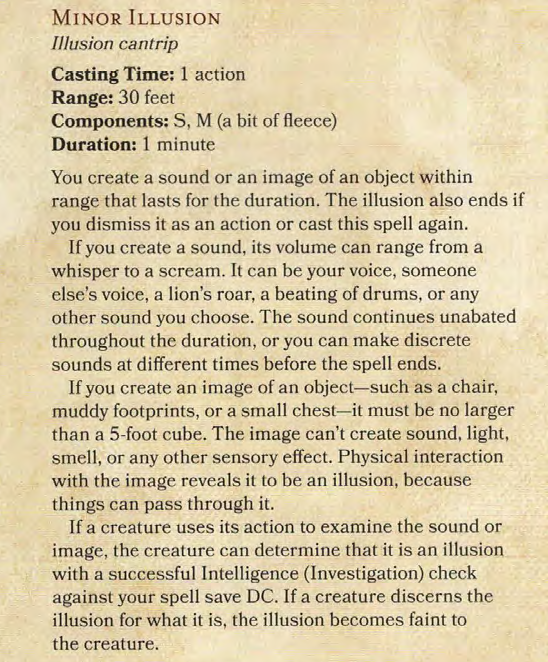 MINOR ILLUSION
Illusion cantrip
Casting Time: 1 action
Range: 30 feet
Components: S, M (a bit of fleece)
Duration: 1 minute
You create a sound or an image of an object within
range that lasts for the duration. The illusion also ends if
you dismiss it as an action or cast this spell again.
If you create a sound, its volume can range from a
whisper to a scream. It can be your voice, someone
else's voice, a lion's roar, a beating of drums, or any
other sound you choose. The sound continues unabated
throughout the duration, or you can make discrete
sounds at different times before the spell ends.
If you create an image of an object—such as a chair,
muddy footprints, or a small chest—it must be no larger
than a 5-foot cube. The image can't create sound, light,
smell, or any other sensory effect. Physical interaction
with the image reveals it to be an illusion, because
things can pass through it.
If a creature uses its action to examine the sound or
image, the creature can determine that it is an illusion
with a successful Intelligence (Investigation) check
against your spell save DC. If a creature discerns the
illusion for what it is, the illusion becomes faint to
the creature.